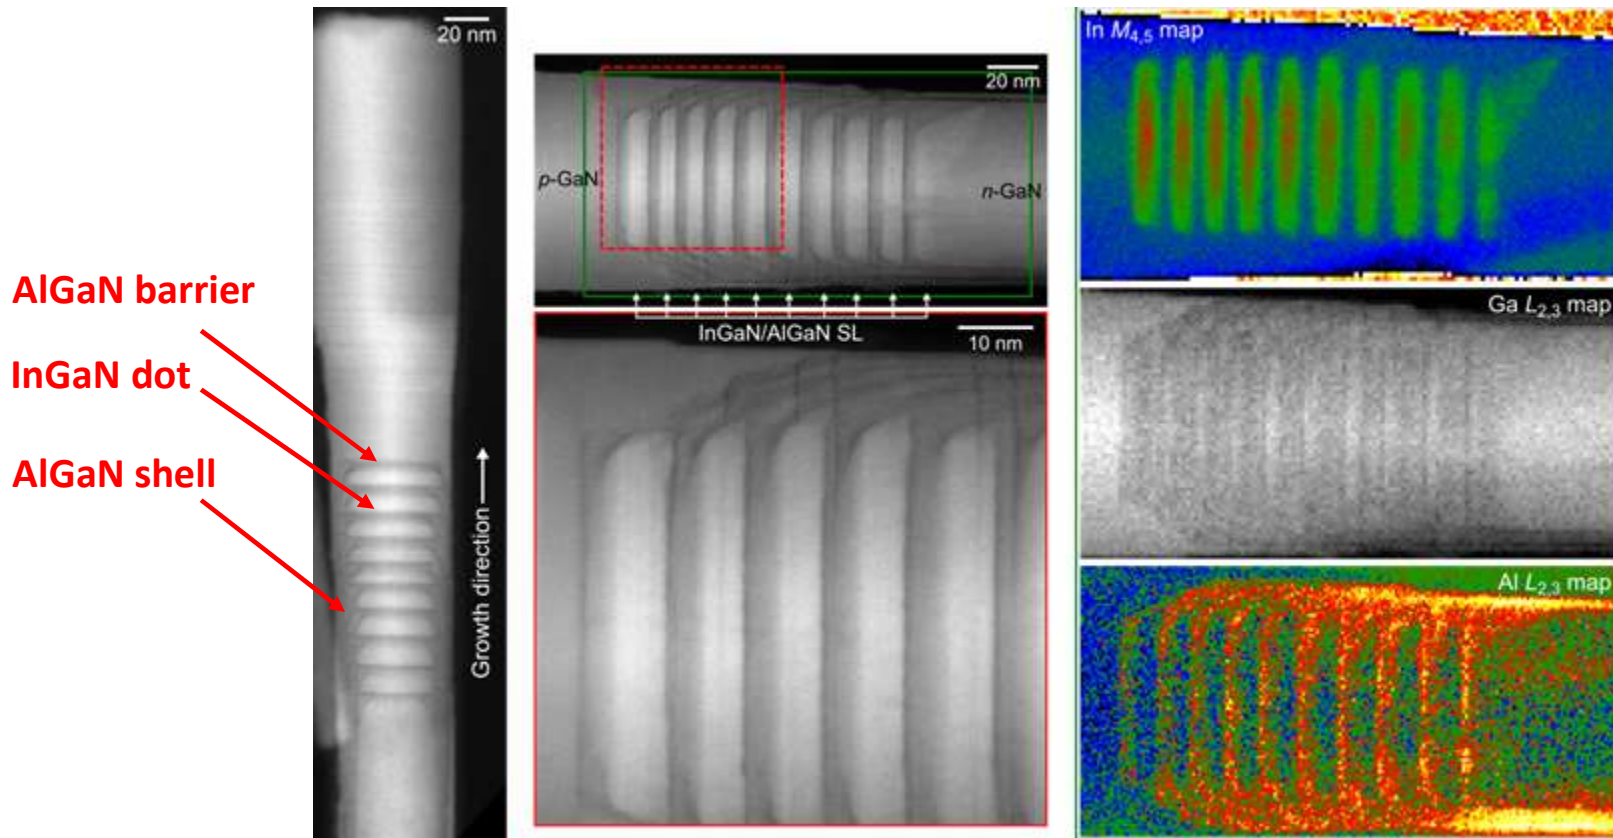 AlGaN barrier
InGaN dot
AlGaN shell
20 nm
Growth direction
20 nm
p-GaN
n-GaN
InGaN/AlGaN SL
10 nm
In M4,5 map
Ga L2,3 map
Al L2,3 map